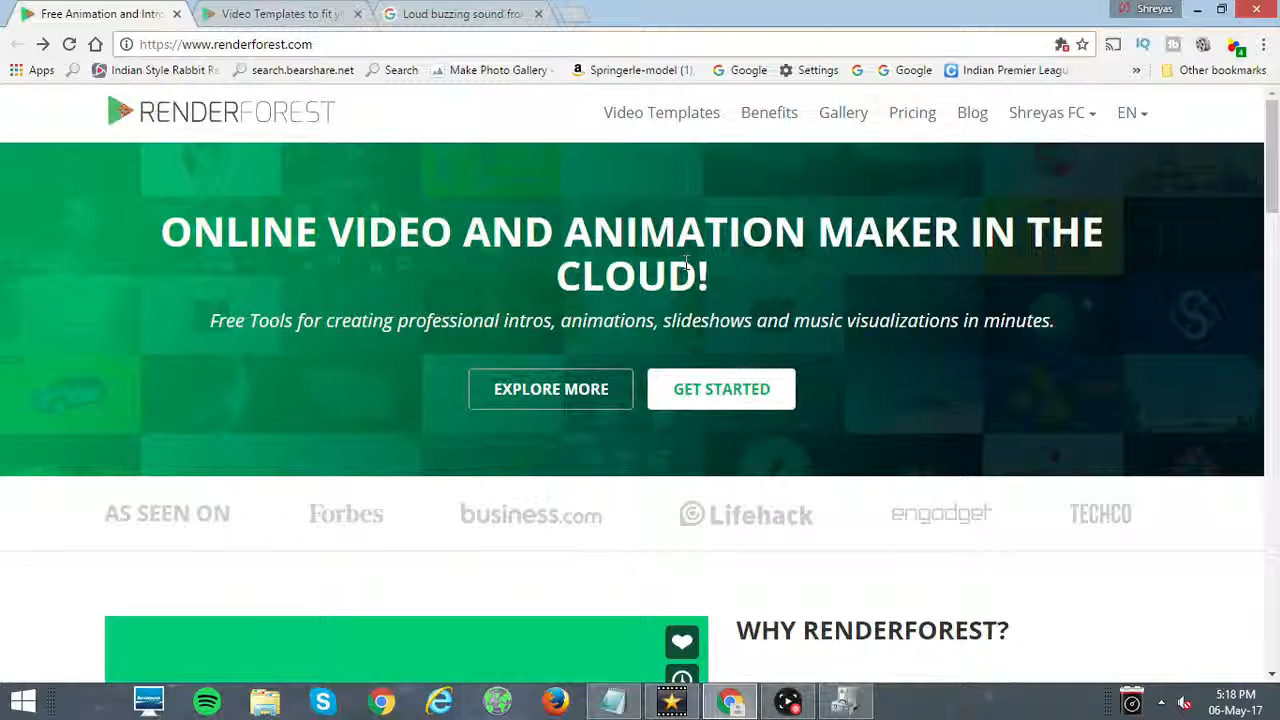 Free Animation and Intro
Video Templates to fit y
Loud buzzing sound fro
Shreyas
https://www.renderforest.com
Apps
Indian Style Rabbit Re
search.bearshare.net
Search
Make Photo Gallery -
Springerle-model (1)
Google
Settings
Google
Indian Premier Leagu
Other bookmarks
RENDERFOREST
Video Templates
Benefits
Gallery
Pricing
Blog
Shreyas FC
EN
ONLINE VIDEO AND ANIMATION MAKER IN THE
CLOUD!
Free Tools for creating professional intros, animations, slideshows and music visualizations in minutes.
EXPLORE MORE
GET STARTED
AS SEEN ON
Forbes
business.com
Lifehack
engadget
TECHCO
WHY RENDERFOREST?
5:18 PM
06-May-17